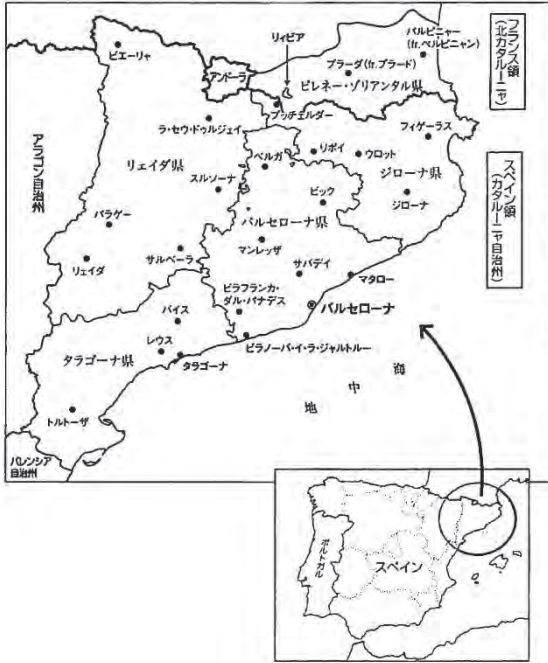 リィビア
パルピニャー
(fr.ペルピニャン)
ビエーリャ
アンドーラ
プラーダ(fr.プラード)
ピレネー・ゾリアンタル県
フランス領
(北カタルーニャ)
プッチェルダー
ラ・セウ・ドゥルジェイ
フィゲーラス
アラゴン自治州
リェイダ県
ベルガ
リポイ
ウロット
ジローナ県
スルソーナ
ビック
ジローナ
スペイン領
(カタルーニャ自治州)
バラゲー
バルセローナ県
マンレッザ
リェイダ
サルベーラ
サバデイ
マタロー
ビラフランカ・
ダル・パナデス
バルセローナ
バイス
タラゴーナ県
レウス
タラゴーナ
ビラノーバ・イ・ラ・ジャルトルー
地中海
トルトーザ
バレンシア
自治州
ポルトガル
スペイン